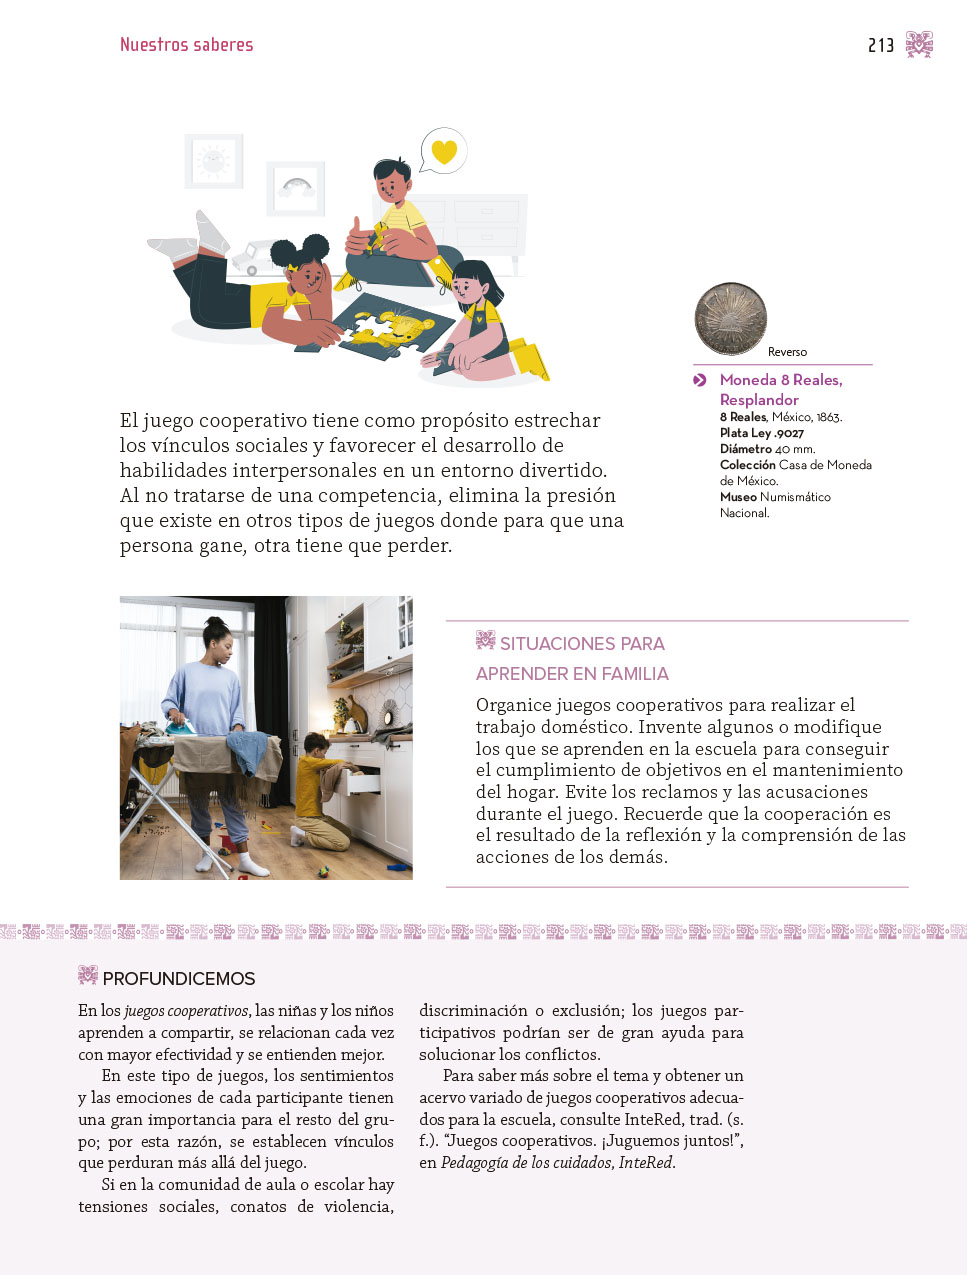 Nuestros saberes
213
Reverso
Moneda 8 Reales,
Resplandor
8 Reales, México, 1863.
Plata Ley .9027
Diámetro 40 mm.
Colección Casa de Moneda
de México.
Museo Numismático
Nacional.
El juego cooperativo tiene como propósito estrechar
los vínculos sociales y favorecer el desarrollo de
habilidades interpersonales en un entorno divertido.
Al no tratarse de una competencia, elimina la presión
que existe en otros tipos de juegos donde para que una
persona gane, otra tiene que perder.
SITUACIONES PARA
APRENDER EN FAMILIA
Organice juegos cooperativos para realizar el
trabajo doméstico. Invente algunos o modifique
los que se aprenden en la escuela para conseguir
el cumplimiento de objetivos en el mantenimiento
del hogar. Evite los reclamos y las acusaciones
durante el juego. Recuerde que la cooperación es
el resultado de la reflexión y la comprensión de las
acciones de los demás.
PROFUNDICEMOS
En los juegos cooperativos, las niñas y los niños
aprenden a compartir, se relacionan cada vez
con mayor efectividad y se entienden mejor.
En este tipo de juegos, los sentimientos
y las emociones de cada participante tienen
una gran importancia para el resto del gru-
po; por esta razón, se establecen vínculos
que perduran más allá del juego.
Si en la comunidad de aula o escolar hay
tensiones sociales, conatos de violencia,
discriminación o exclusión; los juegos par-
ticipativos podrían ser de gran ayuda para
solucionar los conflictos.
Para saber más sobre el tema y obtener un
acervo variado de juegos cooperativos adecua-
dos para la escuela, consulte InteRed, trad. (s.
f.). “Juegos cooperativos. ¡Juguemos juntos!”,
en Pedagogía de los cuidados, InteRed.